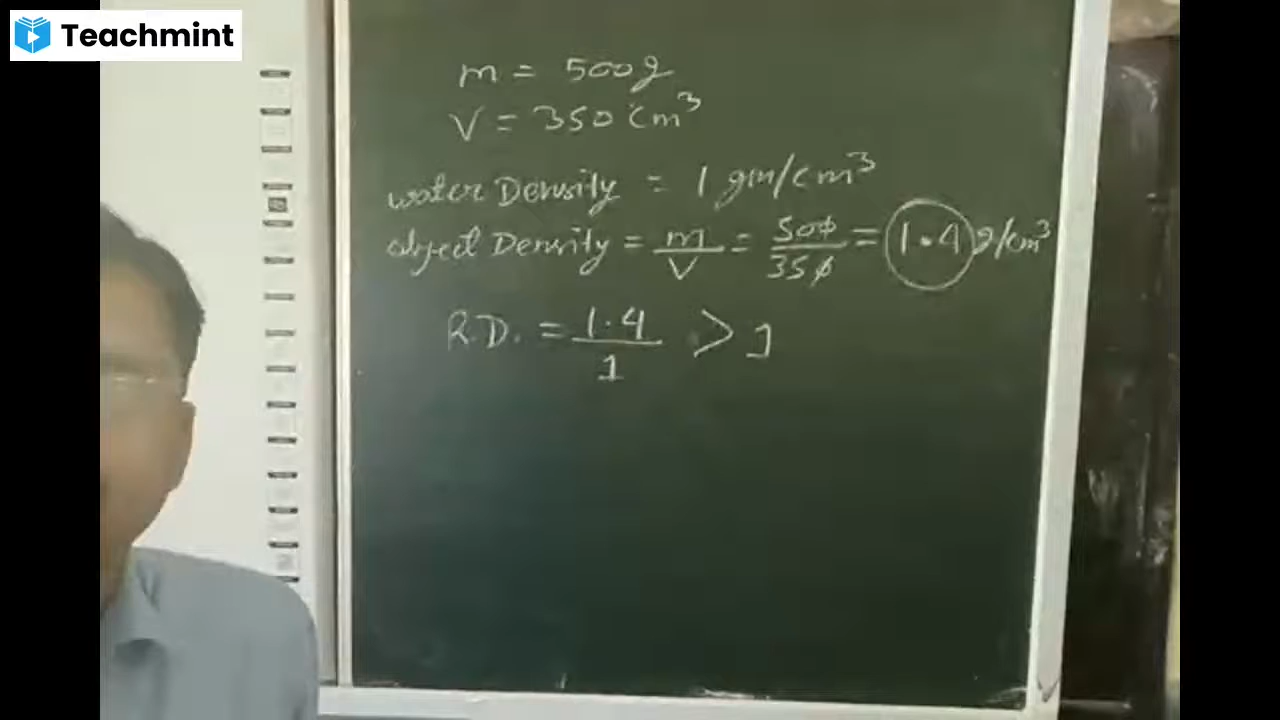 Teachmint
m = 500g
V = 350 cm³
water Density = 1 gm/cm³
object Density = m/V = 500/350 = 1.4 g/cm³
R.D. = 1.4/1 > 1